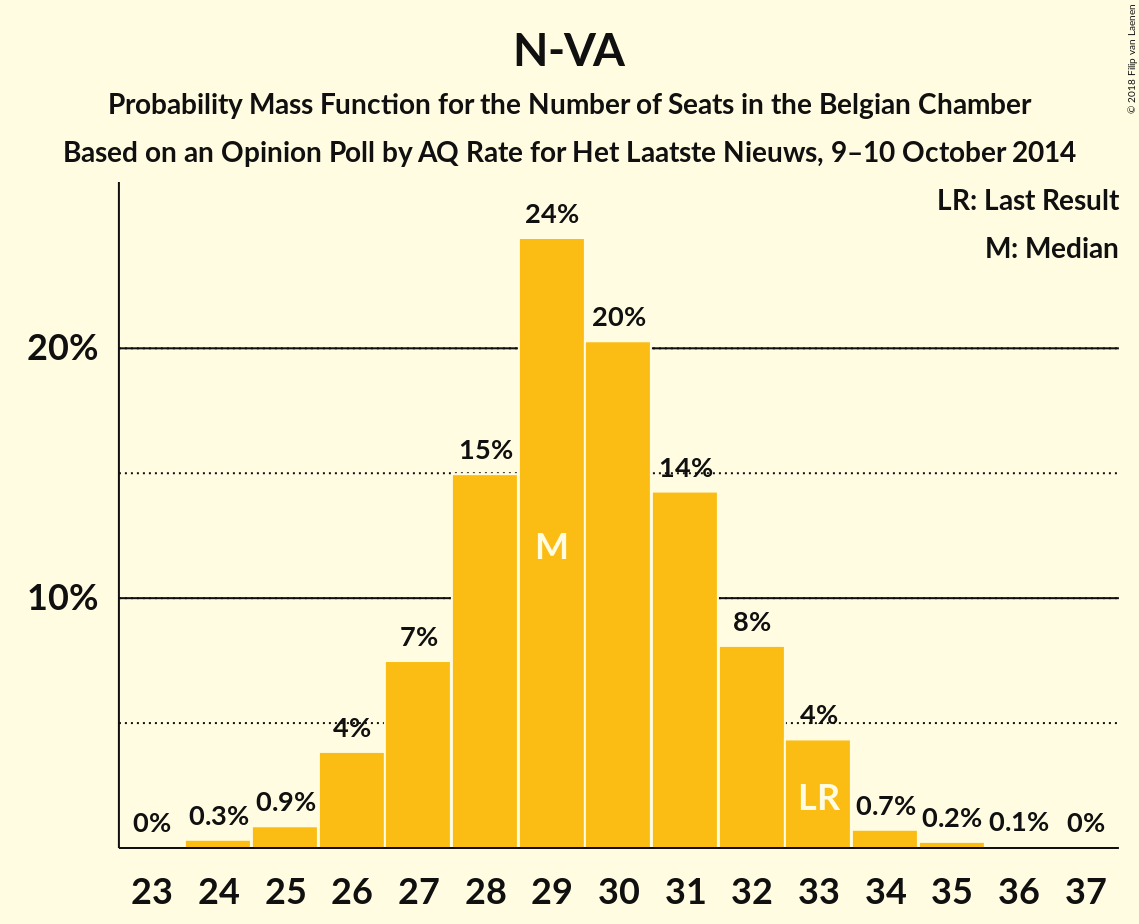 N-VA
Probability Mass Function for the Number of Seats in the Belgian Chamber
Based on an Opinion Poll by AQ Rate for Het Laatste Nieuws, 9–10 October 2014
© 2018 Filip van Laenen
LR: Last Result
M: Median
20%
10%
0% 0.3% 0.9% 4% 7% 15% 24% 20% 14% 8% 4% 0.7% 0.2% 0.1% 0%
M
LR
23 24 25 26 27 28 29 30 31 32 33 34 35 36 37